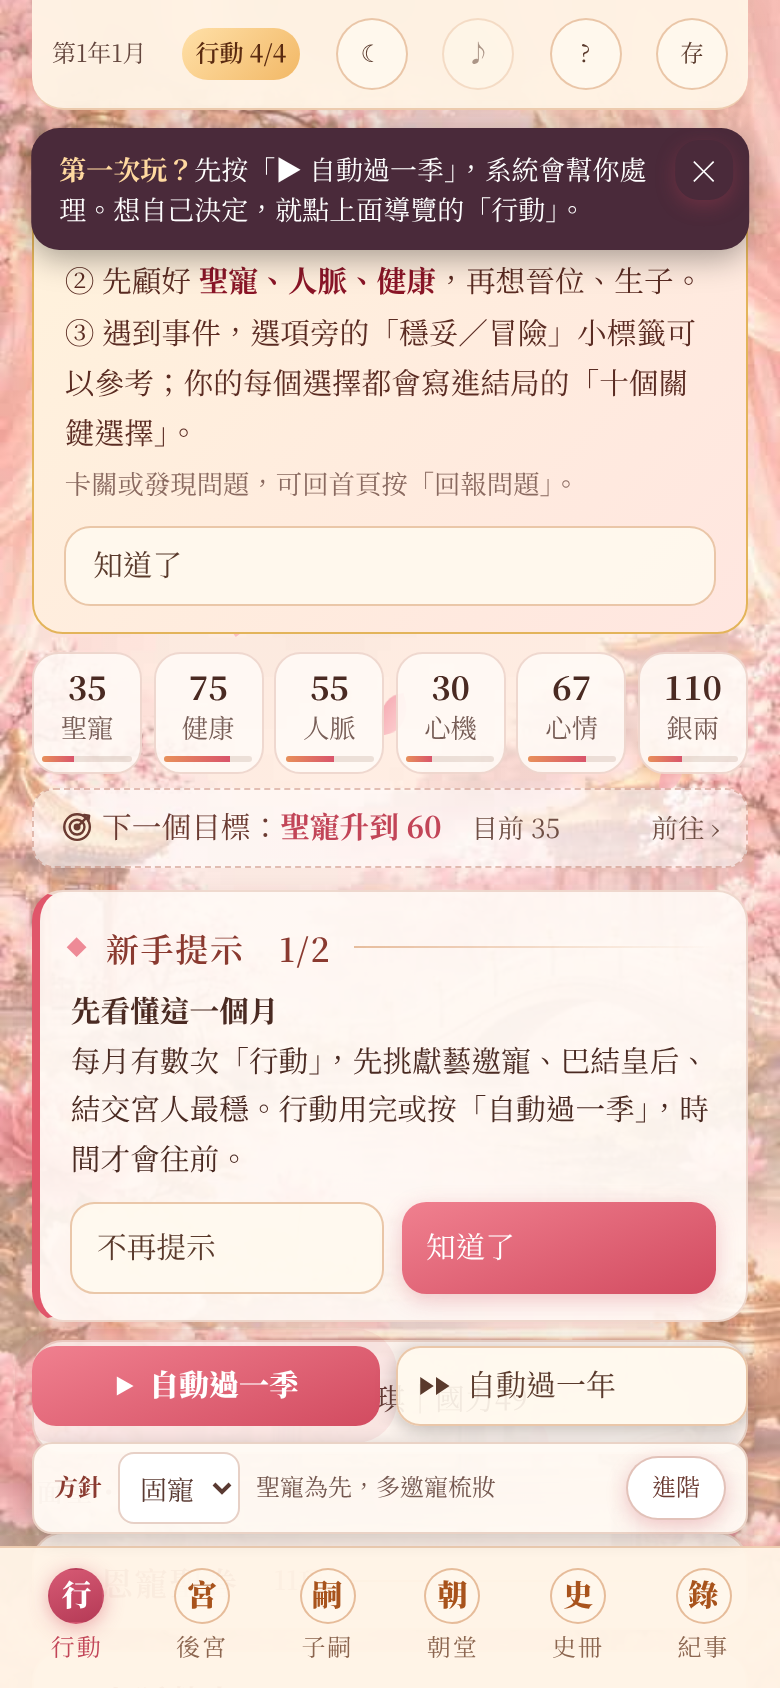 第1年1月
行動 4/4
☾
♪
?
存
第一次玩？先按「▶ 自動過一季」，系統會幫你處
理。想自己決定，就點上面導覽的「行動」。
② 先顧好 聖寵、人脈、健康，再想晉位、生子。
③ 遇到事件，選項旁的「穩妥／冒險」小標籤可
以參考；你的每個選擇都會寫進結局的「十個關
鍵選擇」。
卡關或發現問題，可回首頁按「回報問題」。
知道了
35
聖寵
75
健康
55
人脈
30
心機
67
心情
110
銀兩
下一個目標：聖寵升到 60 目前 35 前往 ›
新手提示 1/2
先看懂這一個月
每月有數次「行動」，先挑獻藝邀寵、巴結皇后、
結交宮人最穩。行動用完或按「自動過一季」，時
間才會往前。
不再提示
知道了
▶ 自動過一季
▶▶ 自動過一年
方針 固寵 聖寵為先，多邀寵梳妝 進階
行
行動
宮
後宮
嗣
子嗣
朝
朝堂
史
史冊
錄
紀事